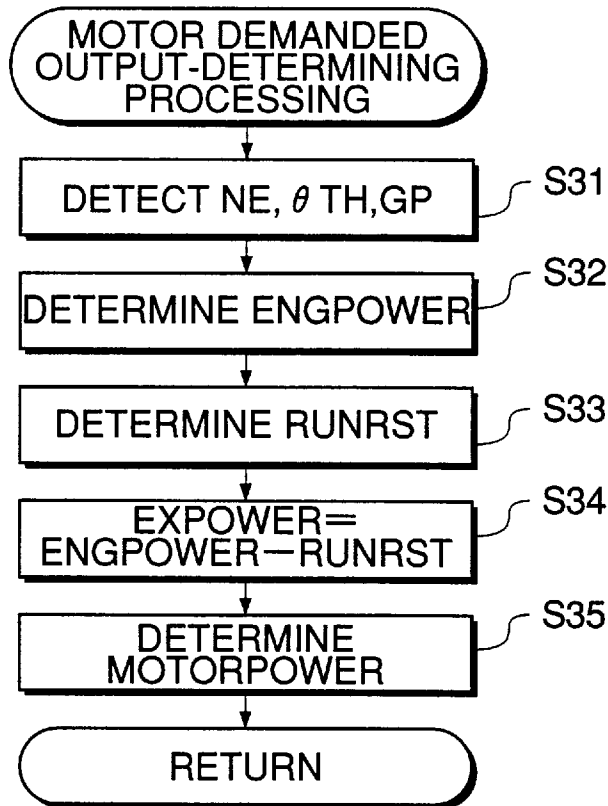 MOTOR DEMANDED
OUTPUT-DETERMINING
PROCESSING
DETECT NE, θ TH,GP
S31
DETERMINE ENGPOWER
S32
DETERMINE RUNRST
S33
EXPOWER=
ENGPOWER−RUNRST
S34
DETERMINE
MOTORPOWER
S35
RETURN